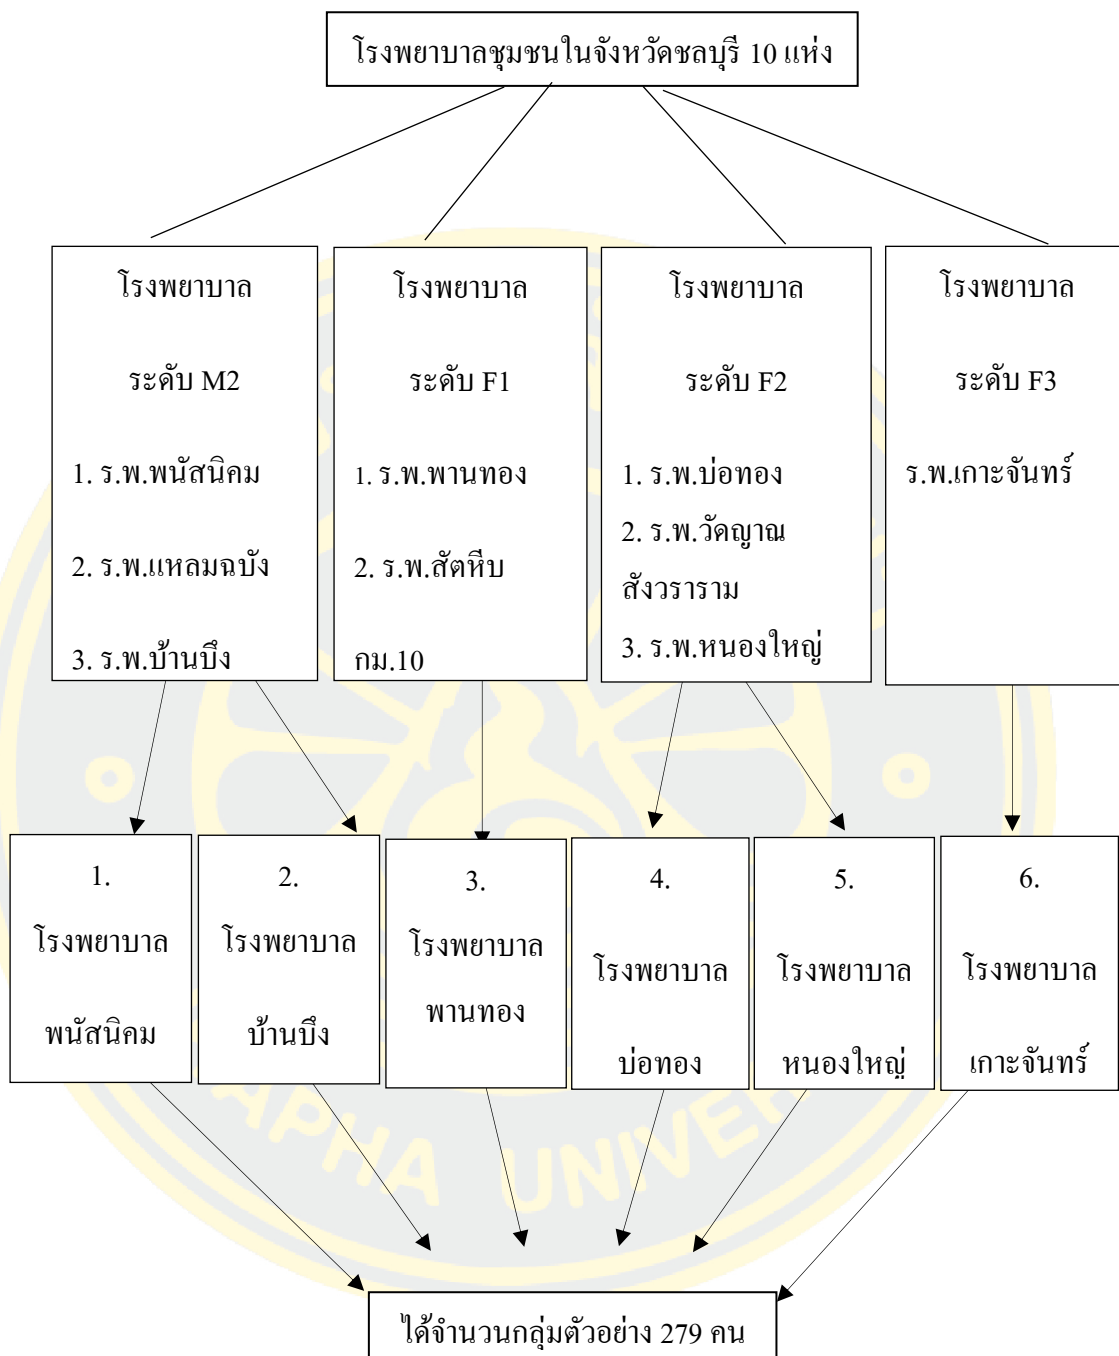 โรงพยาบาลชุมชนในจังหวัดชลบุรี 10 แห่ง
โรงพยาบาล
ระดับ M2
1. ร.พ.พนัสนิคม
2. ร.พ.แหลมฉบัง
3. ร.พ.บ้านบึง
โรงพยาบาล
ระดับ F1
1. ร.พ.พานทอง
2. ร.พ.สัตหีบ
กม.10
โรงพยาบาล
ระดับ F2
1. ร.พ.บ่อทอง
2. ร.พ.วัดญาณ
สังวราราม
3. ร.พ.หนองใหญ่
โรงพยาบาล
ระดับ F3
ร.พ.เกาะจันทร์
1.
โรงพยาบาล
พนัสนิคม
2.
โรงพยาบาล
บ้านบึง
3.
โรงพยาบาล
พานทอง
4.
โรงพยาบาล
บ่อทอง
5.
โรงพยาบาล
หนองใหญ่
6.
โรงพยาบาล
เกาะจันทร์
APHA UNIVER
ได้จำนวนกลุ่มตัวอย่าง 279 คน